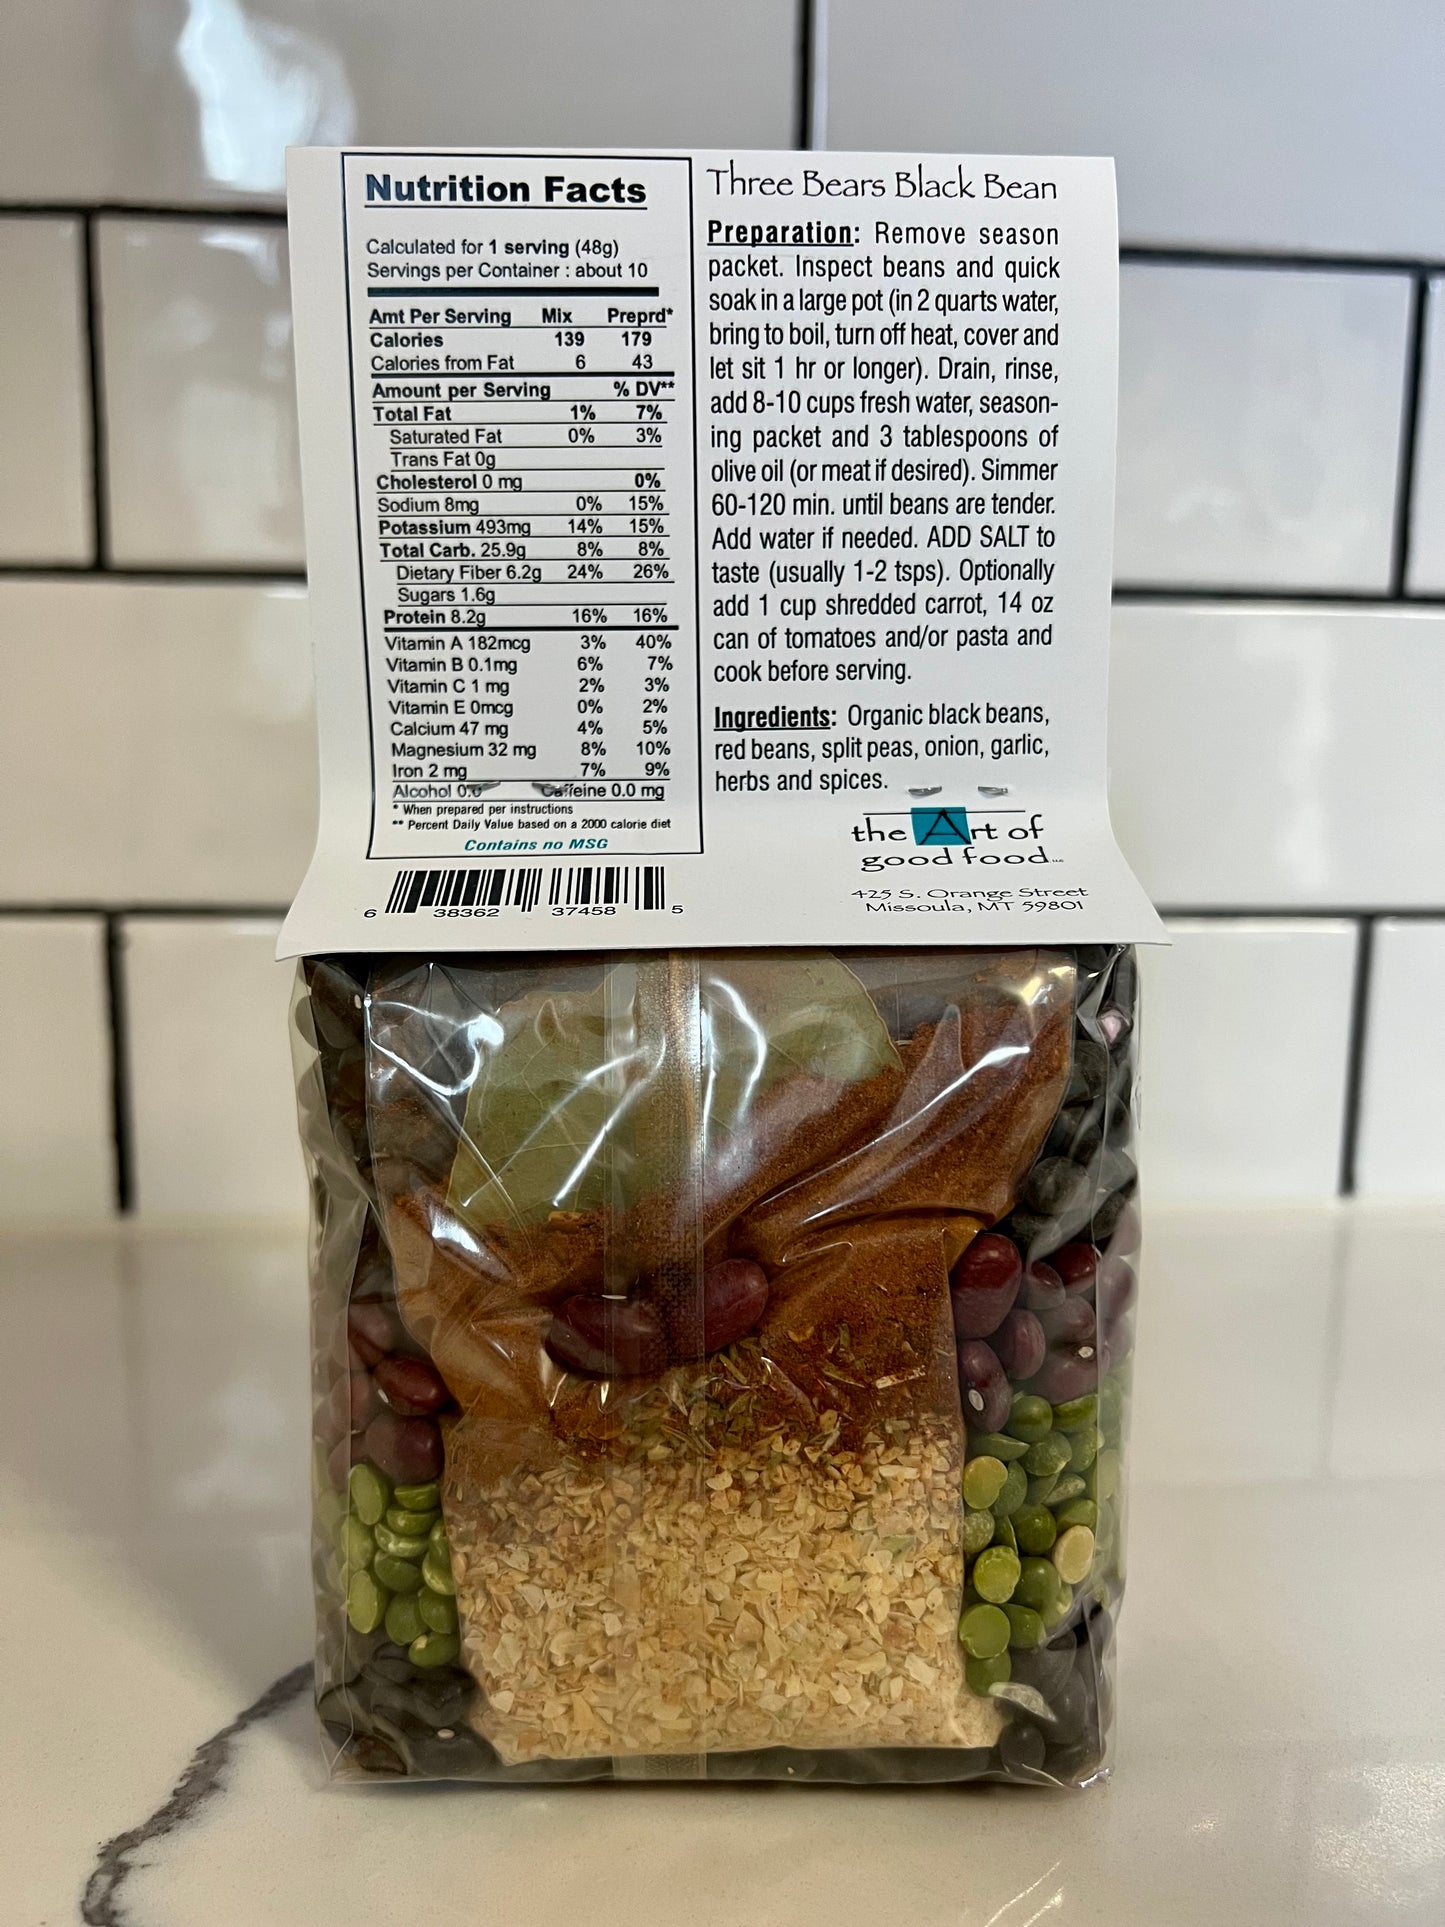 Nutrition Facts
Calculated for 1 serving (48g)
Servings per Container : about 10
Amt Per Serving Mix Preprd*
Calories 139 179
Calories from Fat 6 43
Amount per Serving % DV**
Total Fat 1% 7%
Saturated Fat 0% 3%
Trans Fat 0g
Cholesterol 0 mg 0%
Sodium 8mg 0% 15%
Potassium 493mg 14% 15%
Total Carb. 25.9g 8% 8%
Dietary Fiber 6.2g 24% 26%
Sugars 1.6g
Protein 8.2g 16% 16%
Vitamin A 182mcg 3% 40%
Vitamin B 0.1mg 6% 7%
Vitamin C 1 mg 2% 3%
Vitamin E 0mcg 0% 2%
Calcium 47 mg 4% 5%
Magnesium 32 mg 8% 10%
Iron 2 mg 7% 9%
Alcohol 0.0 Caffeine 0.0 mg
* When prepared per instructions
** Percent Daily Value based on a 2000 calorie diet
Contains no MSG
6 38362 37458 5
Three Bears Black Bean
Preparation: Remove season
packet. Inspect beans and quick
soak in a large pot (in 2 quarts water,
bring to boil, turn off heat, cover and
let sit 1 hr or longer). Drain, rinse,
add 8-10 cups fresh water, season-
ing packet and 3 tablespoons of
olive oil (or meat if desired). Simmer
60-120 min. until beans are tender.
Add water if needed. ADD SALT to
taste (usually 1-2 tsps). Optionally
add 1 cup shredded carrot, 14 oz
can of tomatoes and/or pasta and
cook before serving.
Ingredients: Organic black beans,
red beans, split peas, onion, garlic,
herbs and spices.
the Art of
good food
425 S. Orange Street
Missoula, MT 59801